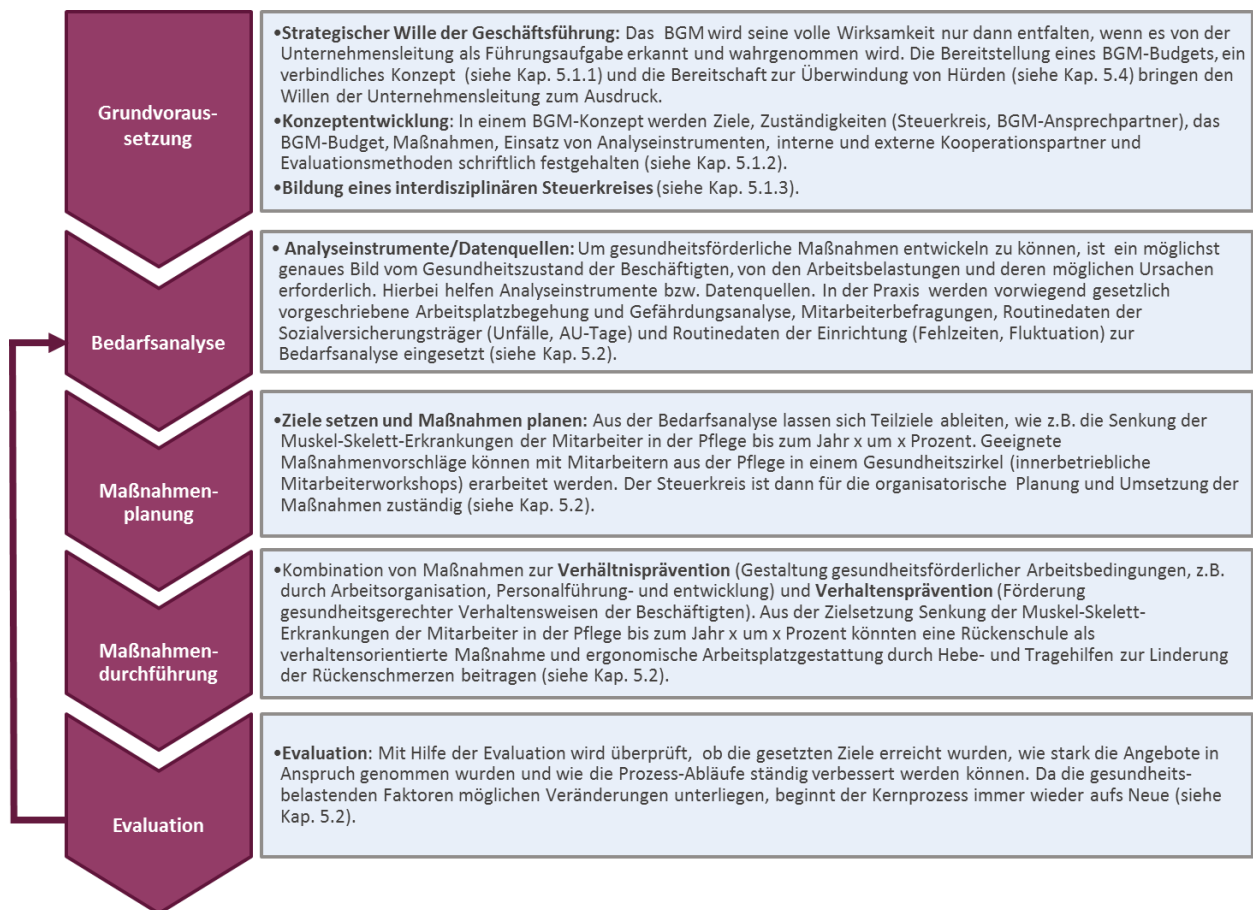 Grundvoraus-
setzung
•Strategischer Wille der Geschäftsführung: Das BGM wird seine volle Wirksamkeit nur dann entfalten, wenn es von der
Unternehmensleitung als Führungsaufgabe erkannt und wahrgenommen wird. Die Bereitstellung eines BGM-Budgets, ein
verbindliches Konzept (siehe Kap. 5.1.1) und die Bereitschaft zur Überwindung von Hürden (siehe Kap. 5.4) bringen den
Willen der Unternehmensleitung zum Ausdruck.
•Konzeptentwicklung: In einem BGM-Konzept werden Ziele, Zuständigkeiten (Steuerkreis, BGM-Ansprechpartner), das
BGM-Budget, Maßnahmen, Einsatz von Analyseinstrumenten, interne und externe Kooperationspartner und
Evaluationsmethoden schriftlich festgehalten (siehe Kap. 5.1.2).
•Bildung eines interdisziplinären Steuerkreises (siehe Kap. 5.1.3).
Bedarfsanalyse
• Analyseinstrumente/Datenquellen: Um gesundheitsförderliche Maßnahmen entwickeln zu können, ist ein möglichst
genaues Bild vom Gesundheitszustand der Beschäftigten, von den Arbeitsbelastungen und deren möglichen Ursachen
erforderlich. Hierbei helfen Analyseinstrumente bzw. Datenquellen. In der Praxis werden vorwiegend gesetzlich
vorgeschriebene Arbeitsplatzbegehung und Gefährdungsanalyse, Mitarbeiterbefragungen, Routinedaten der
Sozialversicherungsträger (Unfälle, AU-Tage) und Routinedaten der Einrichtung (Fehlzeiten, Fluktuation) zur
Bedarfsanalyse eingesetzt (siehe Kap. 5.2).
Maßnahmen-
planung
•Ziele setzen und Maßnahmen planen: Aus der Bedarfsanalyse lassen sich Teilziele ableiten, wie z.B. die Senkung der
Muskel-Skelett-Erkrankungen der Mitarbeiter in der Pflege bis zum Jahr x um x Prozent. Geeignete
Maßnahmenvorschläge können mit Mitarbeitern aus der Pflege in einem Gesundheitszirkel (innerbetriebliche
Mitarbeiterworkshops) erarbeitet werden. Der Steuerkreis ist dann für die organisatorische Planung und Umsetzung der
Maßnahmen zuständig (siehe Kap. 5.2).
Maßnahmen-
durchführung
•Kombination von Maßnahmen zur Verhältnisprävention (Gestaltung gesundheitsförderlicher Arbeitsbedingungen, z.B.
durch Arbeitsorganisation, Personalführung- und entwicklung) und Verhaltensprävention (Förderung
gesundheitsgerechter Verhaltensweisen der Beschäftigten). Aus der Zielsetzung Senkung der Muskel-Skelett-
Erkrankungen der Mitarbeiter in der Pflege bis zum Jahr x um x Prozent könnten eine Rückenschule als
verhaltensorientierte Maßnahme und ergonomische Arbeitsplatzgestattung durch Hebe- und Tragehilfen zur Linderung
der Rückenschmerzen beitragen (siehe Kap. 5.2).
Evaluation
•Evaluation: Mit Hilfe der Evaluation wird überprüft, ob die gesetzten Ziele erreicht wurden, wie stark die Angebote in
Anspruch genommen wurden und wie die Prozess-Abläufe ständig verbessert werden können. Da die gesundheits-
belastenden Faktoren möglichen Veränderungen unterliegen, beginnt der Kernprozess immer wieder aufs Neue (siehe
Kap. 5.2).